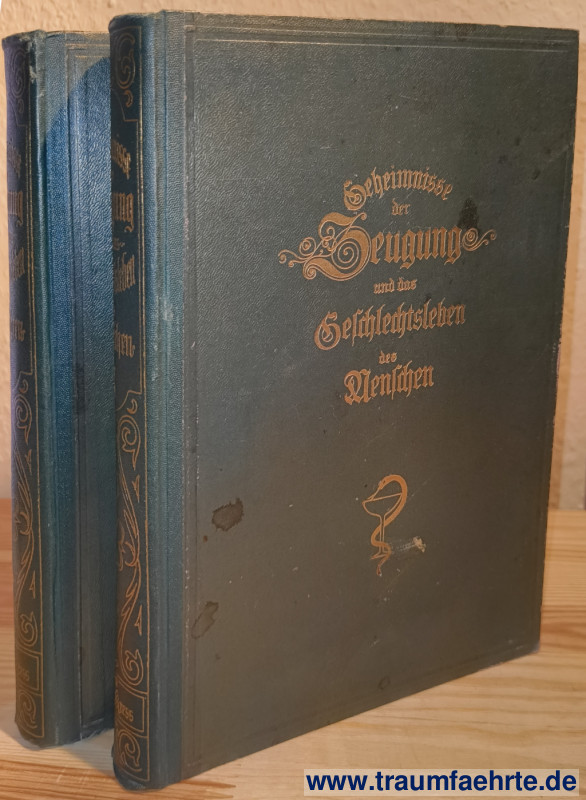 Geheimnisse
der
Zeugung
und das
Geschlechtsleben
des
Menschen
www.traumfaehrte.de